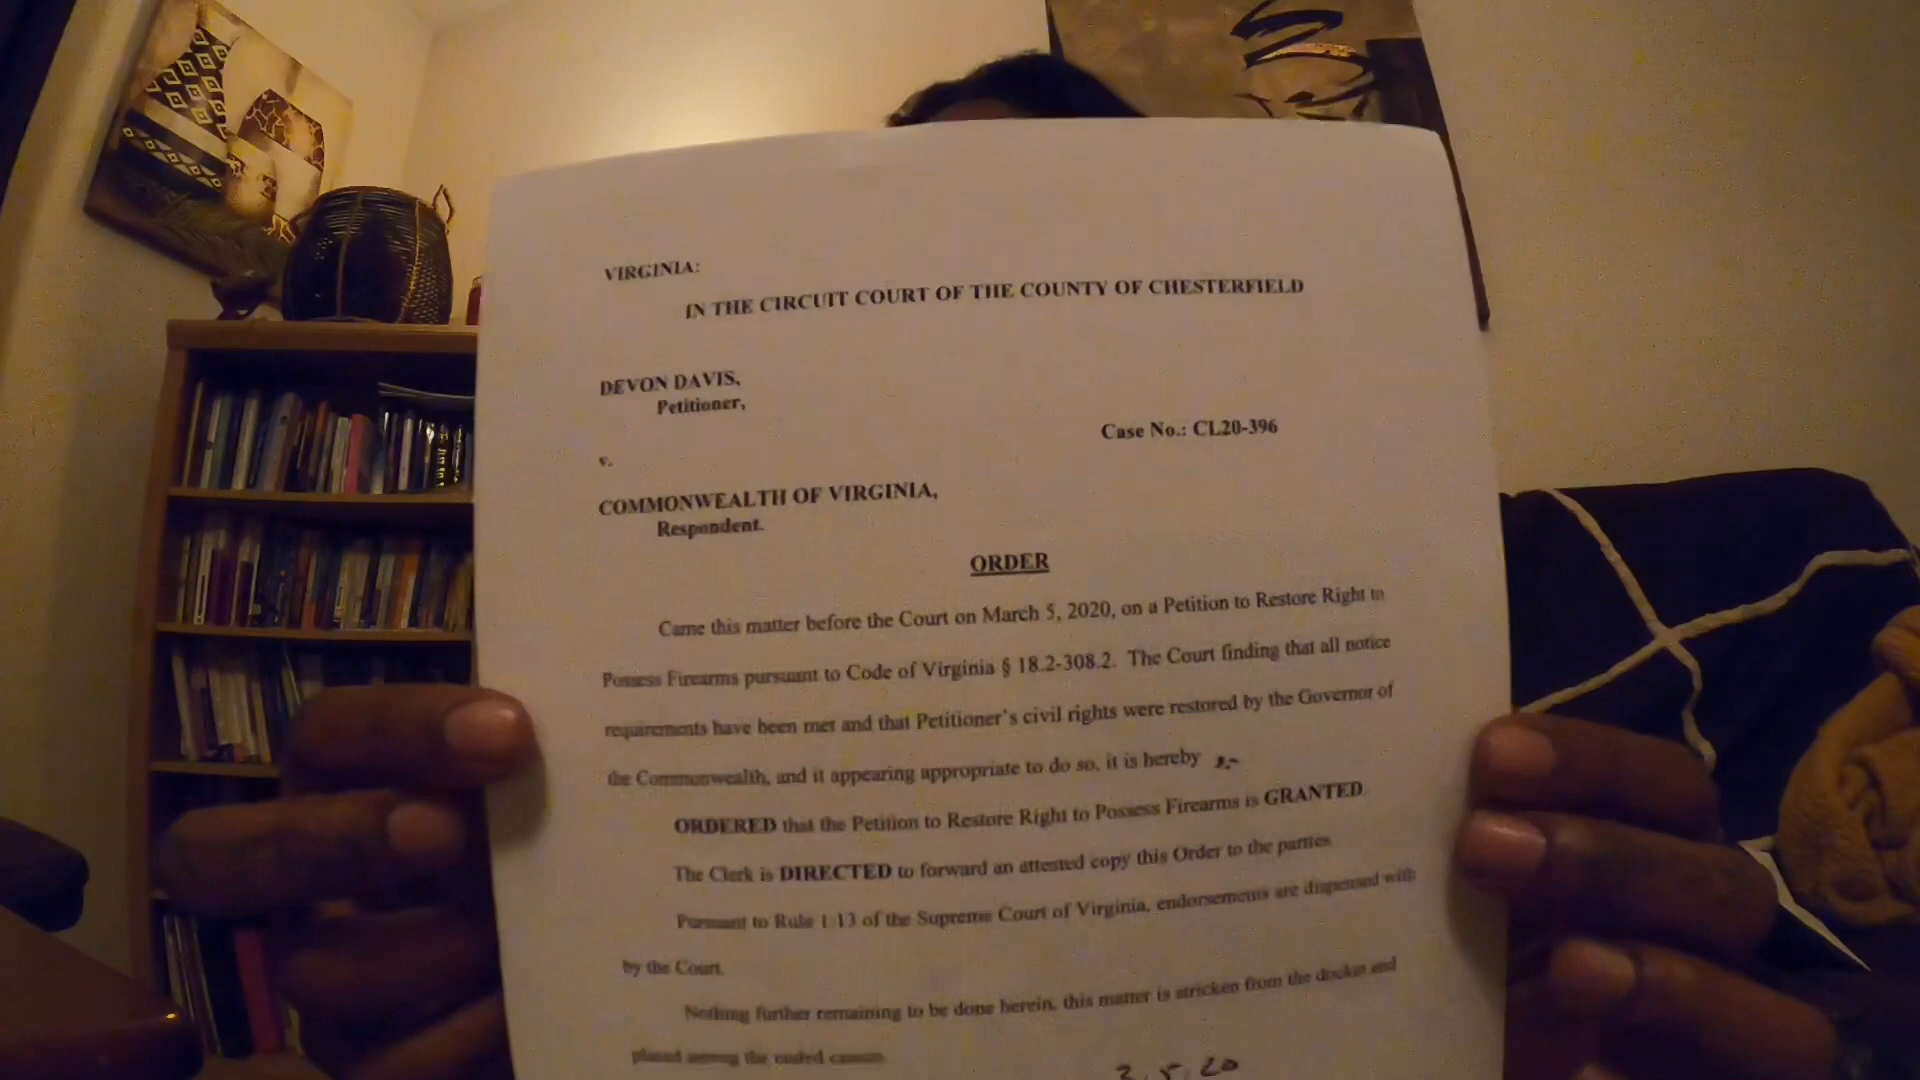 VIRGINIA:
IN THE CIRCUIT COURT OF THE COUNTY OF CHESTERFIELD
DEVON DAVIS,
Petitioner,
Case No.: CL20-396
v.
COMMONWEALTH OF VIRGINIA,
Respondent.
ORDER
Came this matter before the Court on March 5, 2020, on a Petition to Restore Right to
Possess Firearms pursuant to Code of Virginia § 18.2-308.2. The Court finding that all notice
requirements have been met and that Petitioner's civil rights were restored by the Governor of
the Commonwealth, and it appearing appropriate to do so, it is hereby
ORDERED that the Petition to Restore Right to Possess Firearms is GRANTED.
The Clerk is DIRECTED to forward an attested copy this Order to the parties.
Pursuant to Rule 1:13 of the Supreme Court of Virginia, endorsements are dispensed with
by the Court.
Nothing further remaining to be done herein, this matter is stricken from the docket and
placed among the ended causes.
3.5.20